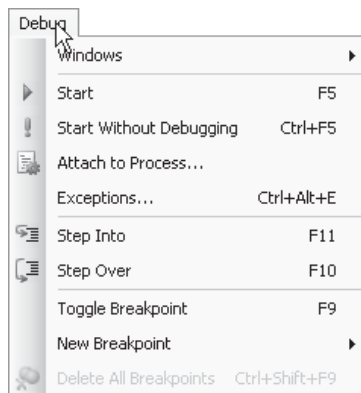 Debug
Windows
Start F5
Start Without Debugging Ctrl+F5
Attach to Process...
Exceptions... Ctrl+Alt+E
Step Into F11
Step Over F10
Toggle Breakpoint F9
New Breakpoint
Delete All Breakpoints Ctrl+Shift+F9